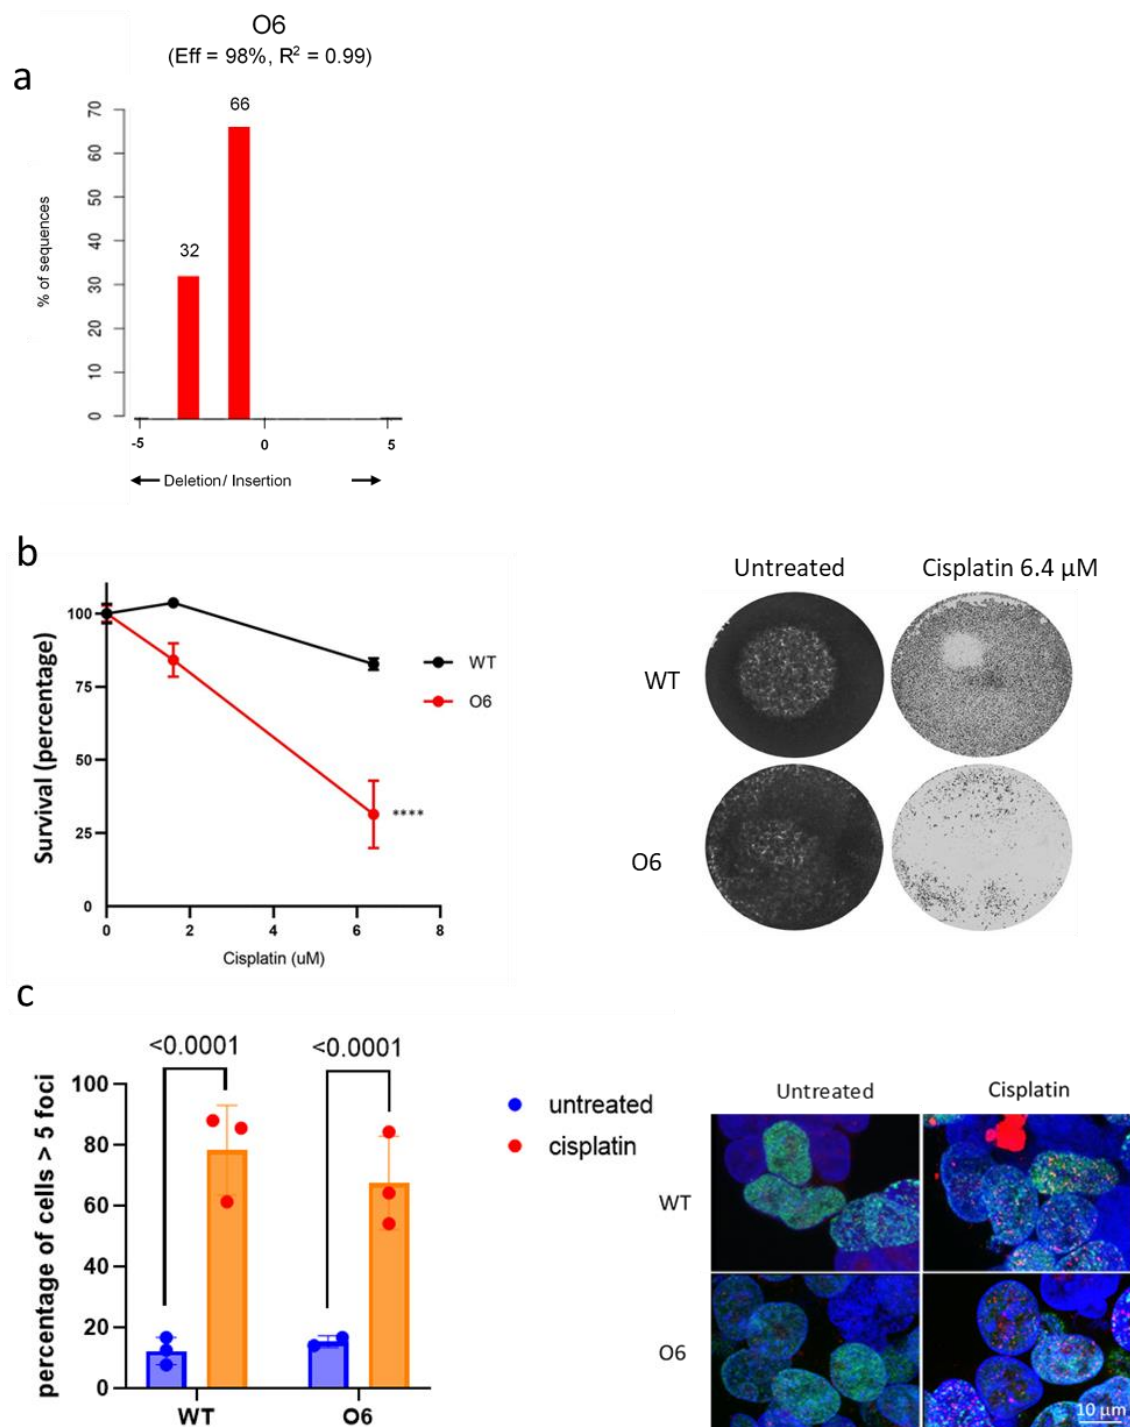 O6
(Eff = 98%, R² = 0.99)
a
66
32
70
60
50
40
30
20
10
0
% of sequences
-5
0
5
Deletion/ Insertion
b
100
75
50
25
0
Survival (percentage)
0
2
4
6
8
Cisplatin (uM)
WT
O6
****
Untreated
Cisplatin 6.4 µM
WT
O6
c
<0.0001
<0.0001
100
80
60
40
20
0
percentage of cells > 5 foci
WT
O6
untreated
cisplatin
Untreated
Cisplatin
WT
O6
10 µm